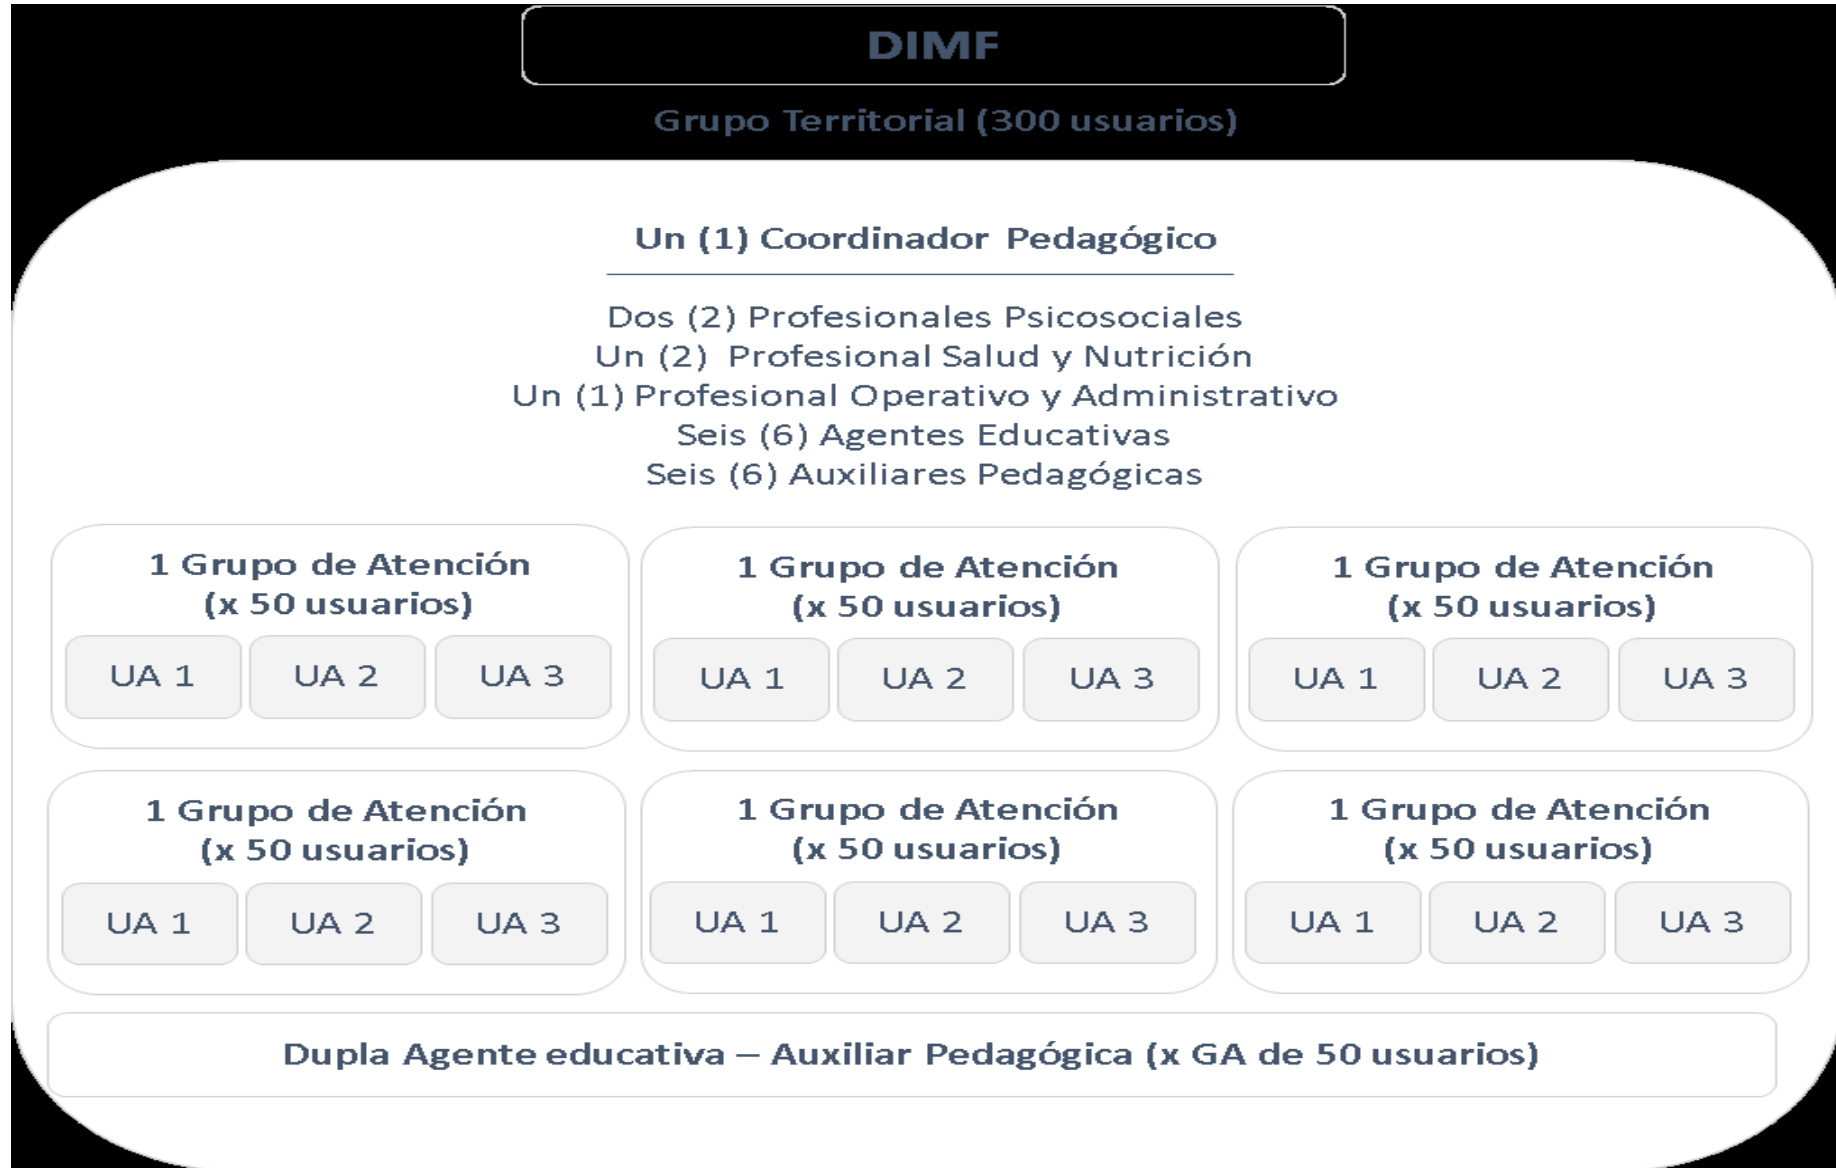 DIMF
Grupo Territorial (300 usuarios)
Un (1) Coordinador Pedagógico
Dos (2) Profesionales Psicosociales
Un (2) Profesional Salud y Nutrición
Un (1) Profesional Operativo y Administrativo
Seis (6) Agentes Educativas
Seis (6) Auxiliares Pedagógicas
1 Grupo de Atención
(x 50 usuarios)
UA 1
UA 2
UA 3
1 Grupo de Atención
(x 50 usuarios)
UA 1
UA 2
UA 3
1 Grupo de Atención
(x 50 usuarios)
UA 1
UA 2
UA 3
1 Grupo de Atención
(x 50 usuarios)
UA 1
UA 2
UA 3
1 Grupo de Atención
(x 50 usuarios)
UA 1
UA 2
UA 3
1 Grupo de Atención
(x 50 usuarios)
UA 1
UA 2
UA 3
Dupla Agente educativa – Auxiliar Pedagógica (x GA de 50 usuarios)